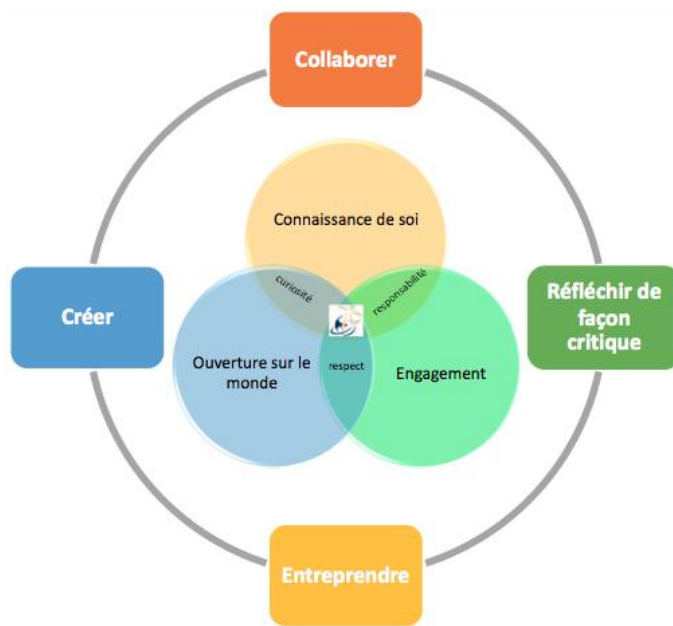 Collaborer
Connaissance de soi
curiosité
responsabilité
Créer
Réfléchir de
façon
critique
Ouverture sur le
monde
respect
Engagement
Entreprendre